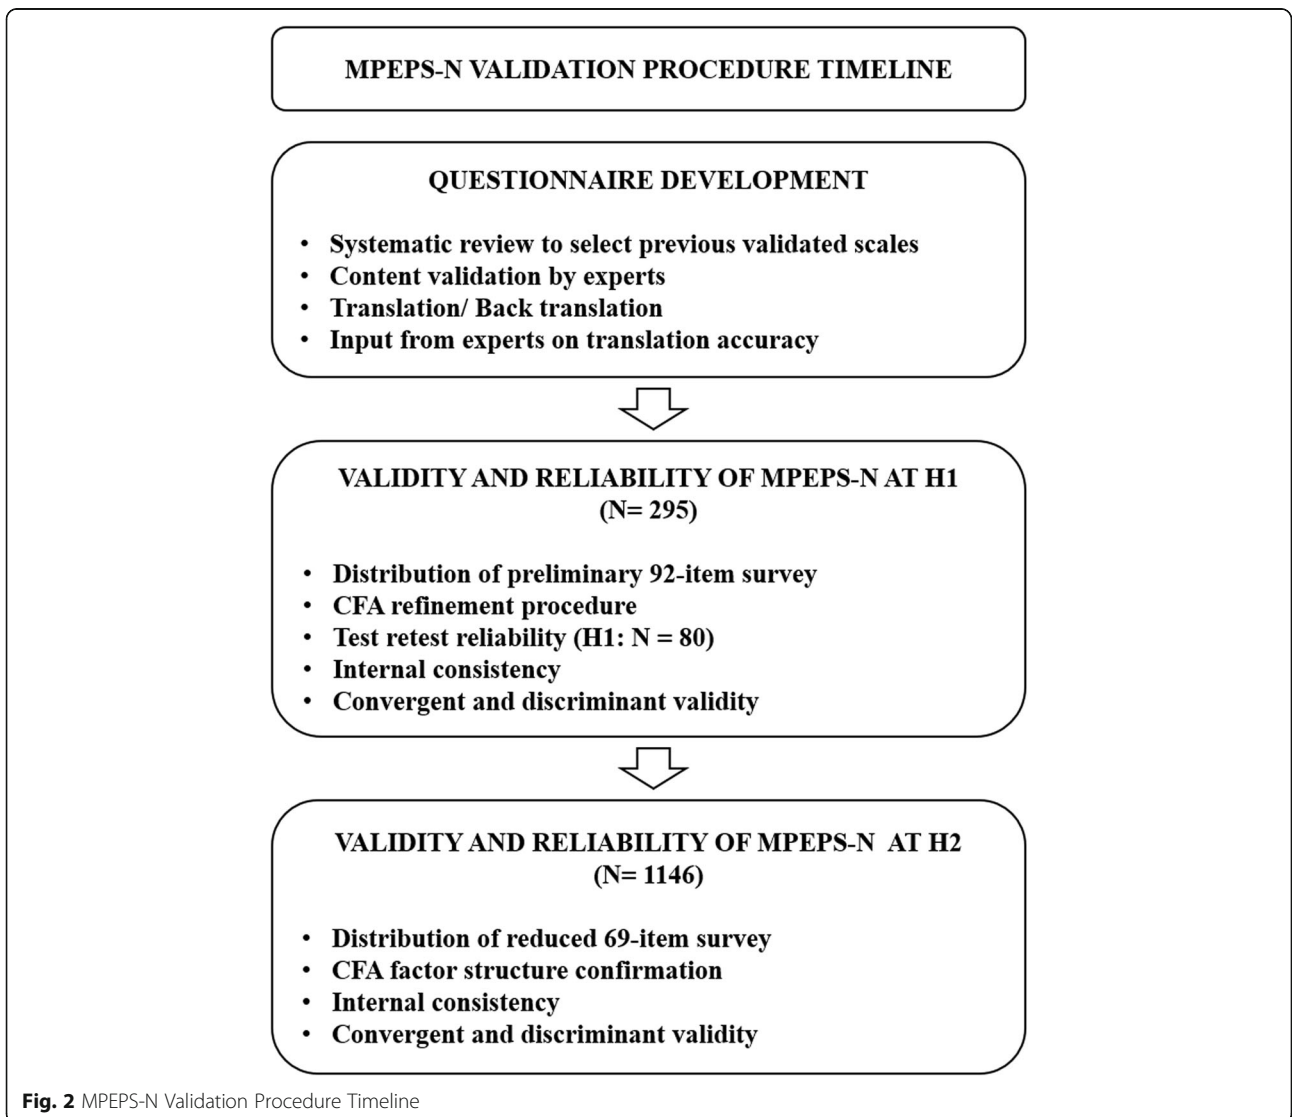 MPEPS-N VALIDATION PROCEDURE TIMELINE
QUESTIONNAIRE DEVELOPMENT
• Systematic review to select previous validated scales
• Content validation by experts
• Translation/ Back translation
• Input from experts on translation accuracy
VALIDITY AND RELIABILITY OF MPEPS-N AT H1
(N= 295)
• Distribution of preliminary 92-item survey
• CFA refinement procedure
• Test retest reliability (H1: N = 80)
• Internal consistency
• Convergent and discriminant validity
VALIDITY AND RELIABILITY OF MPEPS-N AT H2
(N= 1146)
• Distribution of reduced 69-item survey
• CFA factor structure confirmation
• Internal consistency
• Convergent and discriminant validity
Fig. 2 MPEPS-N Validation Procedure Timeline